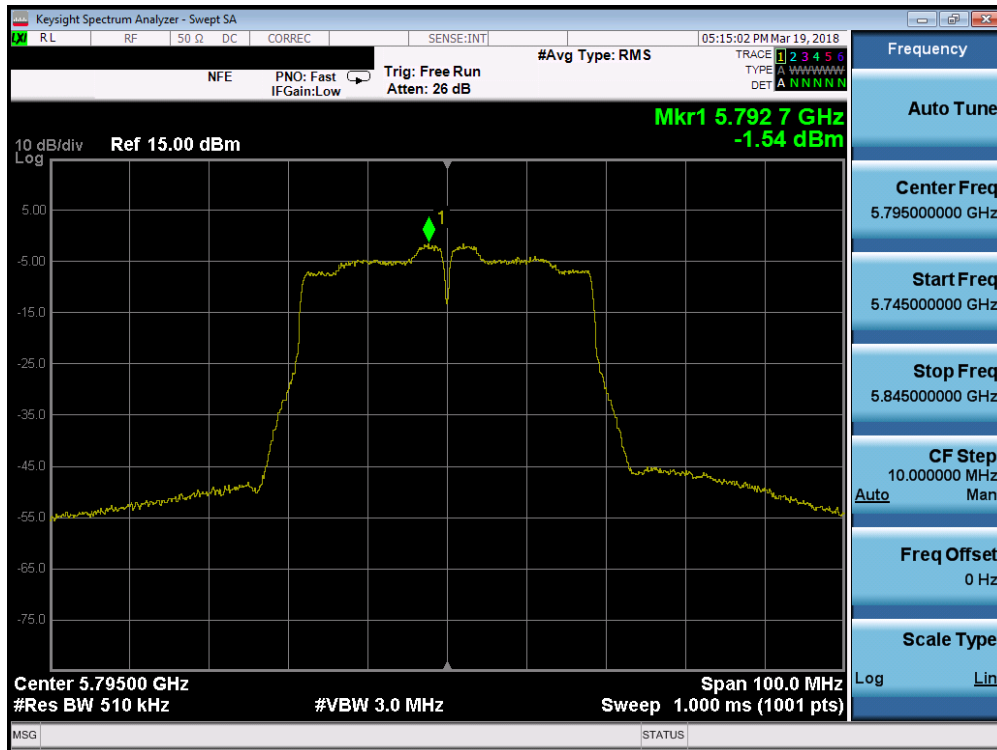 Keysight Spectrum Analyzer - Swept SA
LXI RL RF 50 Ω DC CORREC SENSE:INT 05:15:02 PM Mar 19, 2018
NFE PNO: Fast Trig: Free Run #Avg Type: RMS TRACE 1 2 3 4 5 6
IFGain:Low Atten: 26 dB TYPE A WWWWW
DET A N N N N N
Mkr1 5.792 7 GHz
-1.54 dBm
10 dB/div Ref 15.00 dBm
Log
5.00
1
-5.00
-15.0
-25.0
-35.0
-45.0
-55.0
-65.0
-75.0
Center 5.79500 GHz Span 100.0 MHz
#Res BW 510 kHz #VBW 3.0 MHz Sweep 1.000 ms (1001 pts)
MSG STATUS
Frequency
Auto Tune
Center Freq
5.795000000 GHz
Start Freq
5.745000000 GHz
Stop Freq
5.845000000 GHz
CF Step
10.000000 MHz
Auto Man
Freq Offset
0 Hz
Scale Type
Log Lin